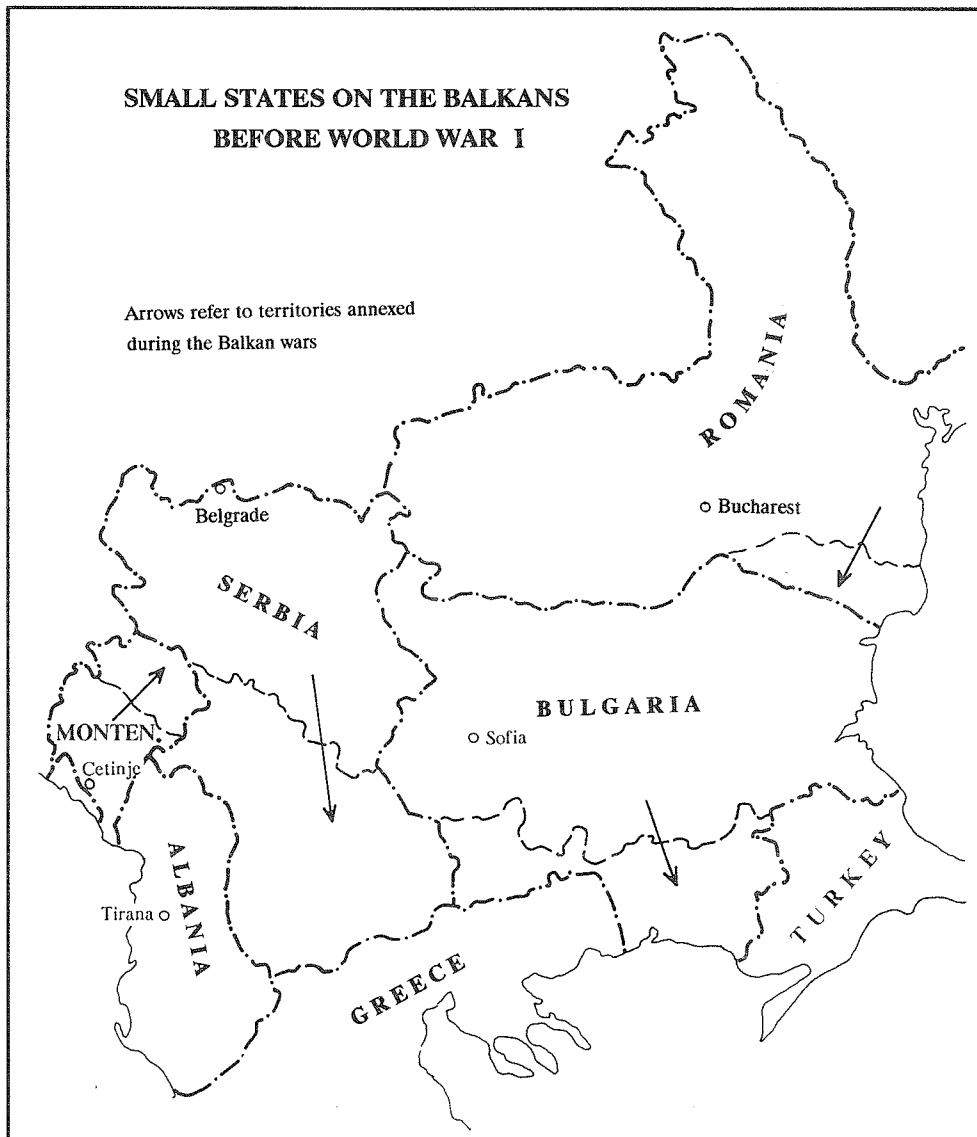 SMALL STATES ON THE BALKANS
BEFORE WORLD WAR I
Arrows refer to territories annexed
during the Balkan wars
ROMANIA
Belgrade
Bucharest
SERBIA
BULGARIA
MONTEN.
Sofia
Cetinje
ALBANIA
TURKEY
Tirana
GREECE